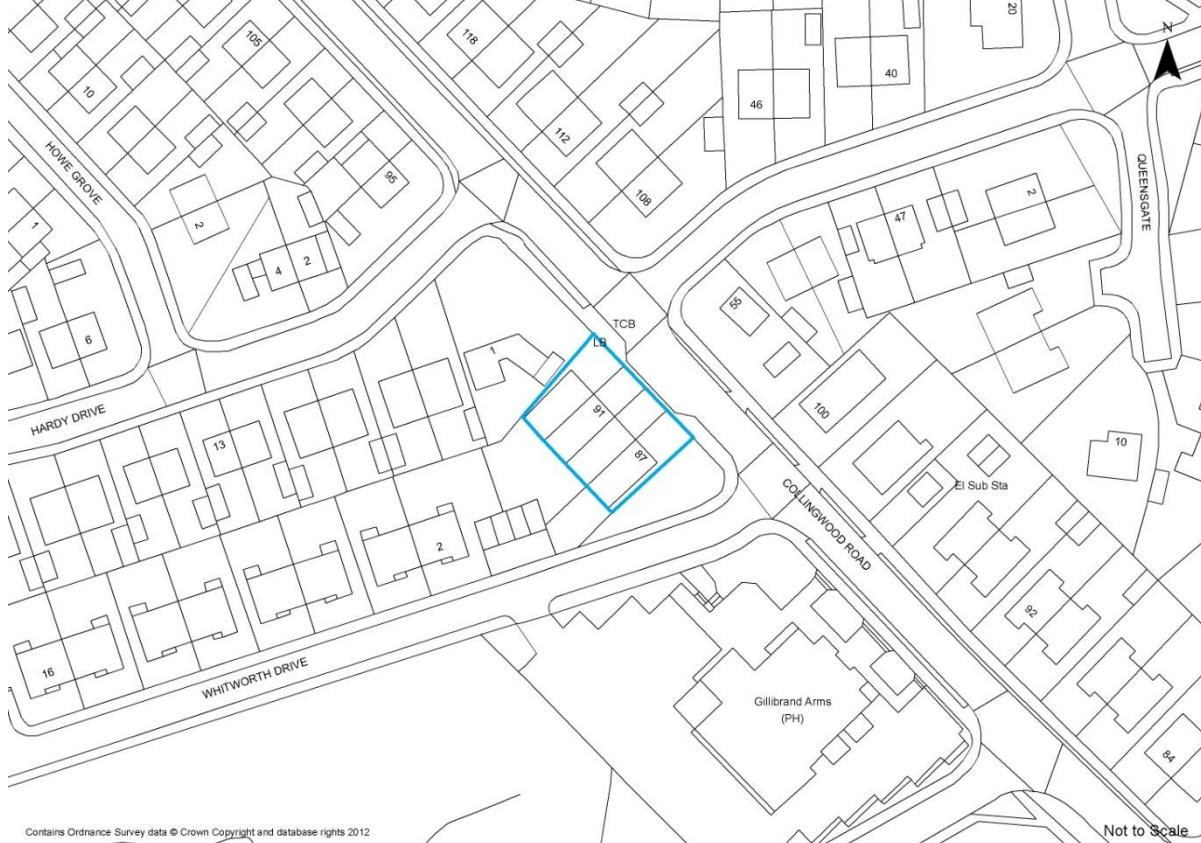 118
20
105
N
40
10
46
112
HOWE GROVE
95
QUEENSGATE
108
2
2
47
1
4
2
55
TCB
LB
6
1
HARDY DRIVE
91
100
13
87
10
El Sub Sta
COLLINGWOOD ROAD
2
92
16
WHITWORTH DRIVE
Gillibrand Arms
(PH)
84
Contains Ordnance Survey data © Crown Copyright and database rights 2012
Not to Scale